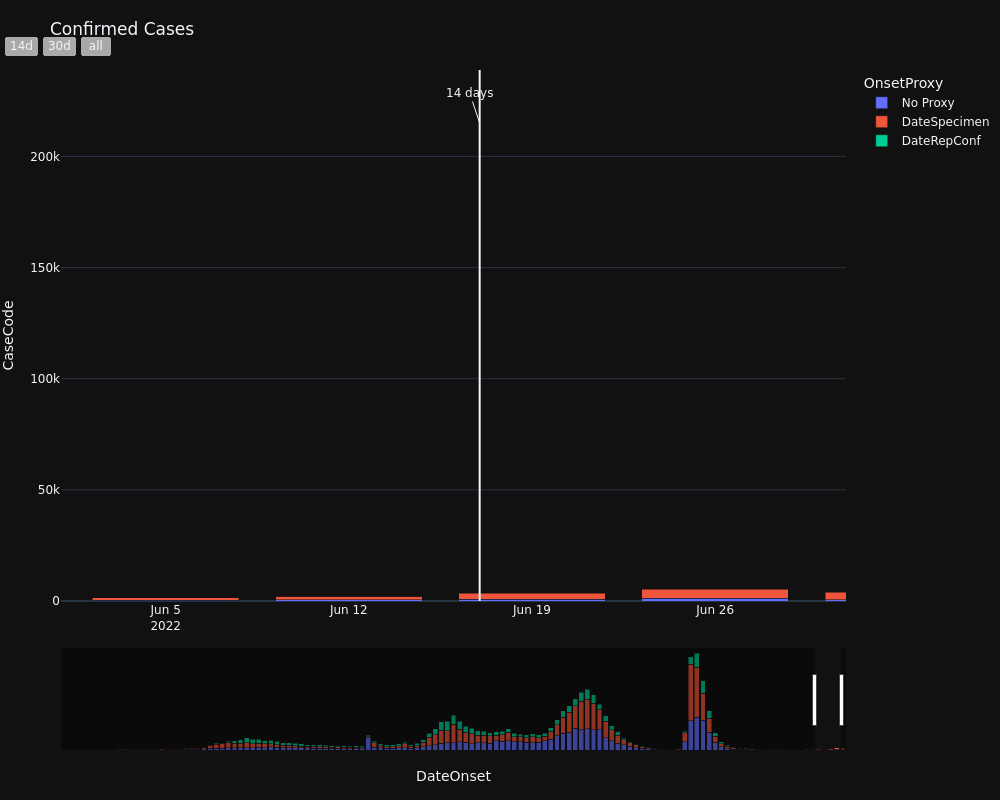 Confirmed Cases
14d 30d all
OnsetProxy
No Proxy
DateSpecimen
DateRepConf
14 days
200k
150k
100k
50k
0
CaseCode
Jun 5 Jun 12 Jun 19 Jun 26
2022
DateOnset